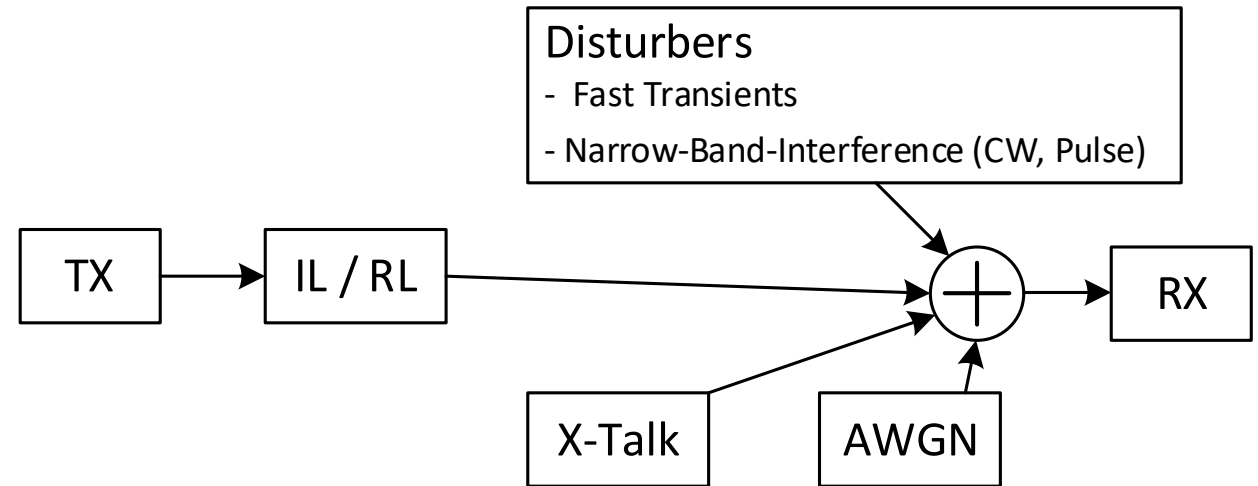 Disturbers
- Fast Transients
- Narrow-Band-Interference (CW, Pulse)
TX
IL / RL
RX
X-Talk
AWGN